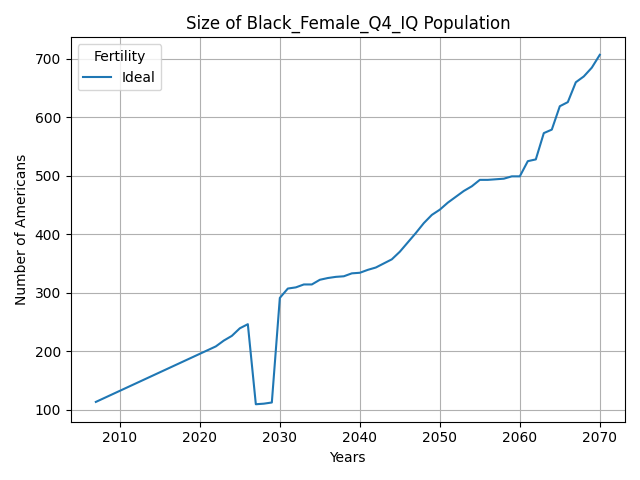 Size of Black_Female_Q4_IQ Population
Fertility
Ideal
700
600
500
400
300
200
100
Number of Americans
2010 2020 2030 2040 2050 2060 2070
Years